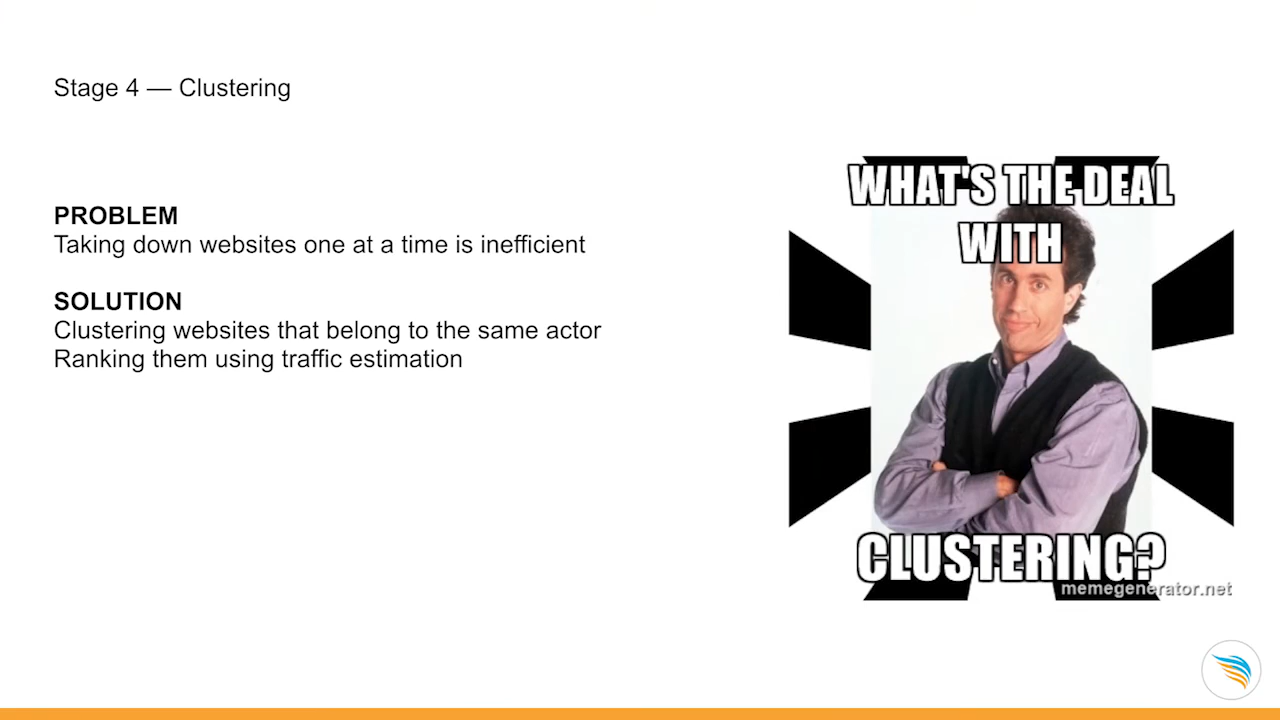 Stage 4 — Clustering
PROBLEM
Taking down websites one at a time is inefficient
SOLUTION
Clustering websites that belong to the same actor
Ranking them using traffic estimation
WHAT'S THE DEAL
WITH
CLUSTERING?
memegenerator.net